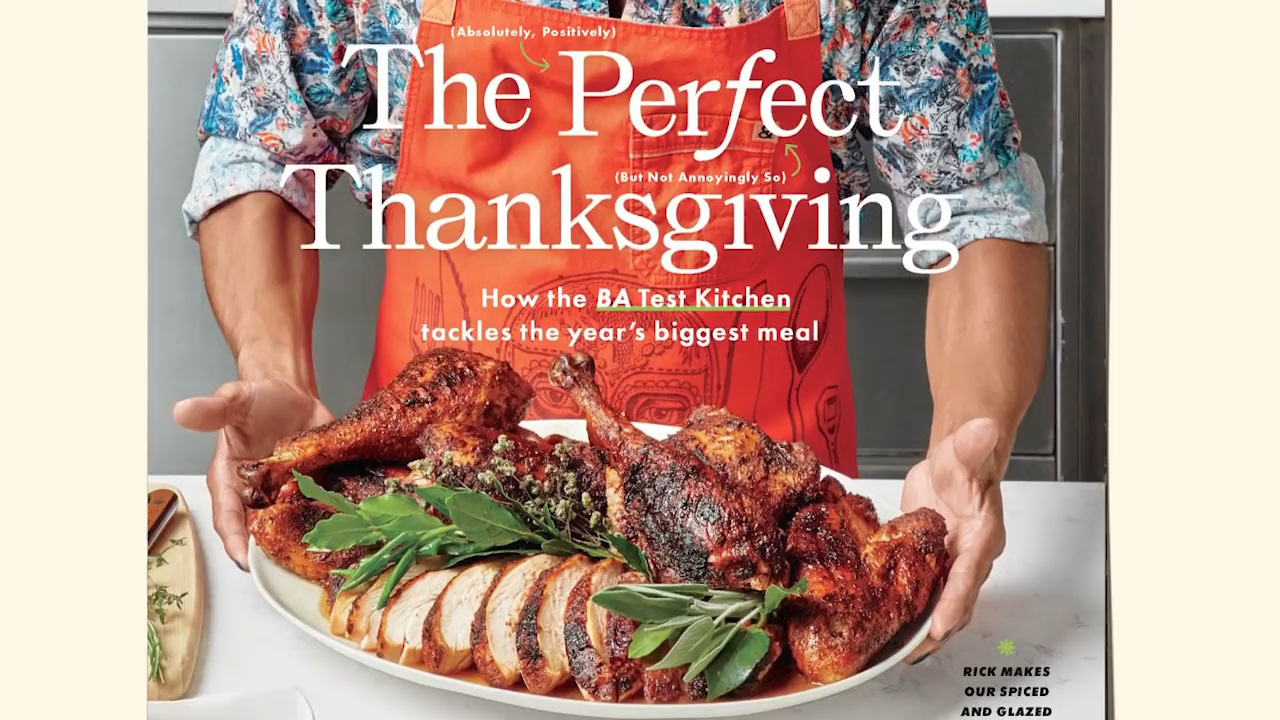 (Absolutely, Positively)
The Perfect
&
(But Not Annoyingly So)
Thanksgiving
How the BA Test Kitchen
tackles the year's biggest meal
RICK MAKES
OUR SPICED
AND GLAZED